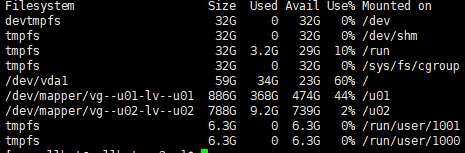 Filesystem Size Used Avail Use% Mounted on
devtmpfs 32G 0 32G 0% /dev
tmpfs 32G 0 32G 0% /dev/shm
tmpfs 32G 3.2G 29G 10% /run
tmpfs 32G 0 32G 0% /sys/fs/cgroup
/dev/vda1 59G 34G 23G 60% /
/dev/mapper/vg--u01-lv--u01 886G 368G 474G 44% /u01
/dev/mapper/vg--u02-lv--u02 788G 9.2G 739G 2% /u02
tmpfs 6.3G 0 6.3G 0% /run/user/1001
tmpfs 6.3G 0 6.3G 0% /run/user/1000